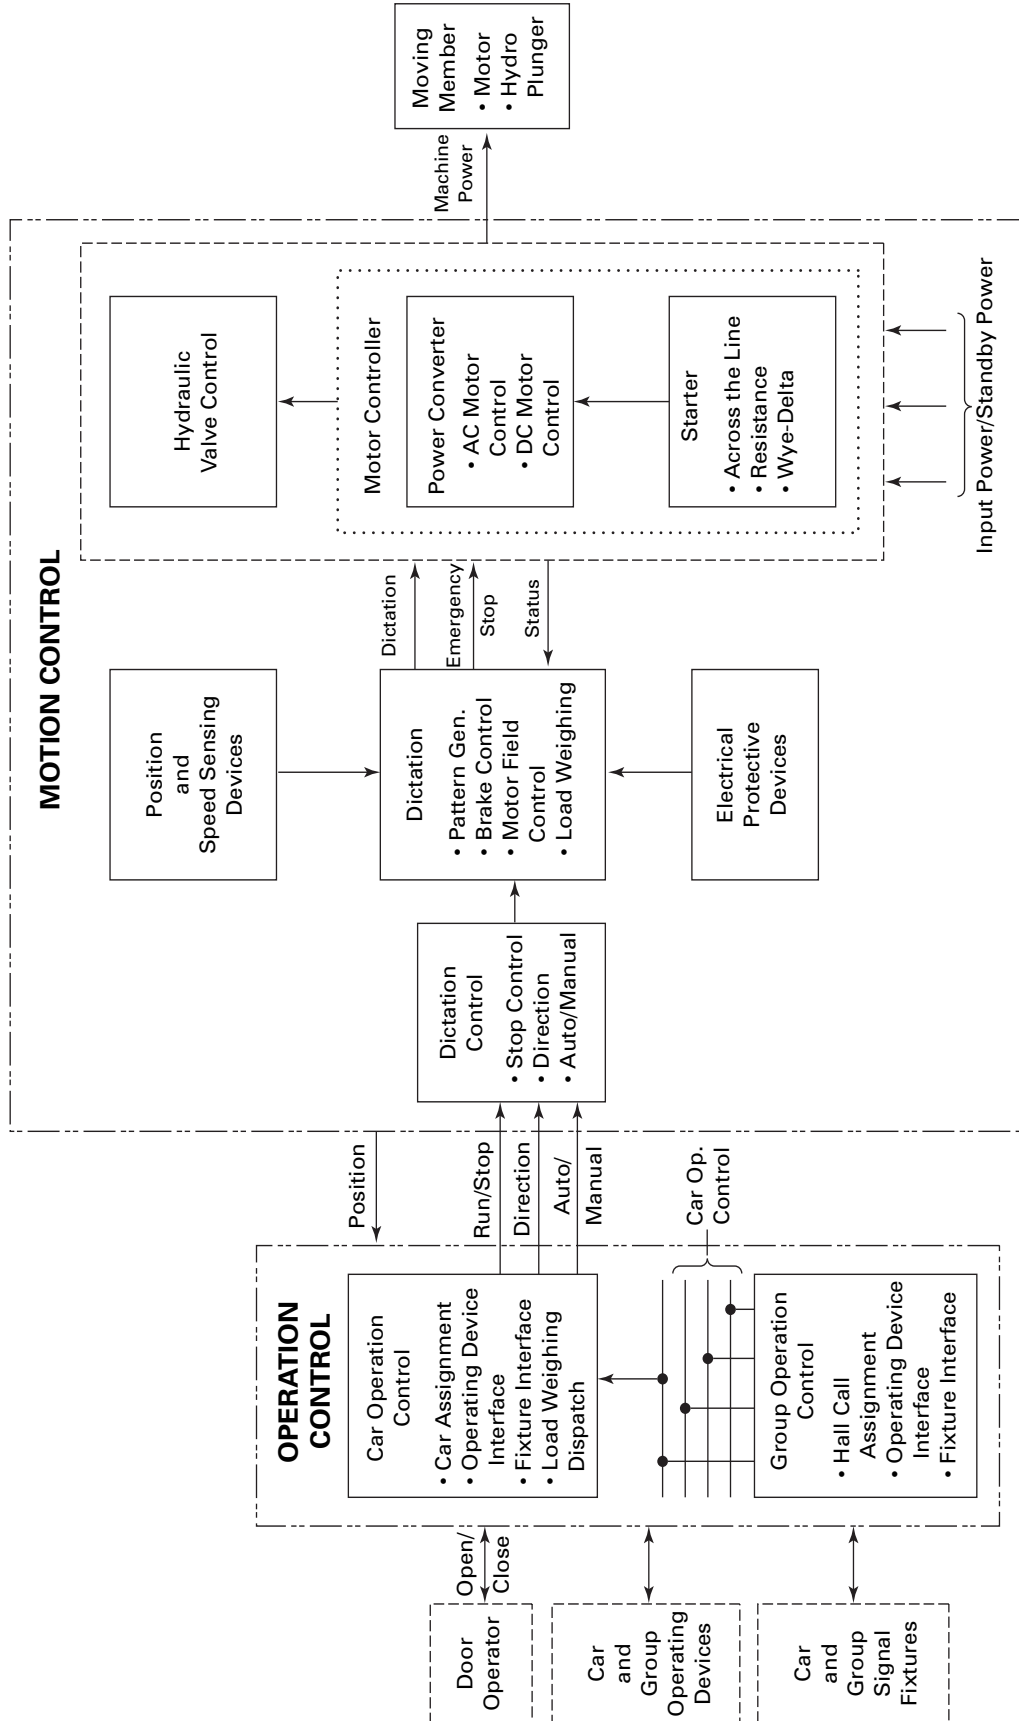 MOTION CONTROL
OPERATION
CONTROL
Door
Operator
Open/
Close
Car
and
Group
Operating
Devices
Car
and
Group
Signal
Fixtures
Car Operation
Control
• Car Assignment
• Operating Device
Interface
• Fixture Interface
• Load Weighing
Dispatch
Group Operation
Control
• Hall Call
Assignment
• Operating Device
Interface
• Fixture Interface
Car Op.
Control
Position
Run/Stop
Direction
Auto/
Manual
Dictation
Control
• Stop Control
• Direction
• Auto/Manual
Position
and
Speed Sensing
Devices
Dictation
• Pattern Gen.
• Brake Control
• Motor Field
Control
• Load Weighing
Electrical
Protective
Devices
Dictation
Emergency
Stop
Status
Hydraulic
Valve Control
Motor Controller
Power Converter
• AC Motor
Control
• DC Motor
Control
Starter
• Across the Line
• Resistance
• Wye-Delta
Input Power/Standby Power
Machine
Power
Moving
Member
• Motor
• Hydro
Plunger